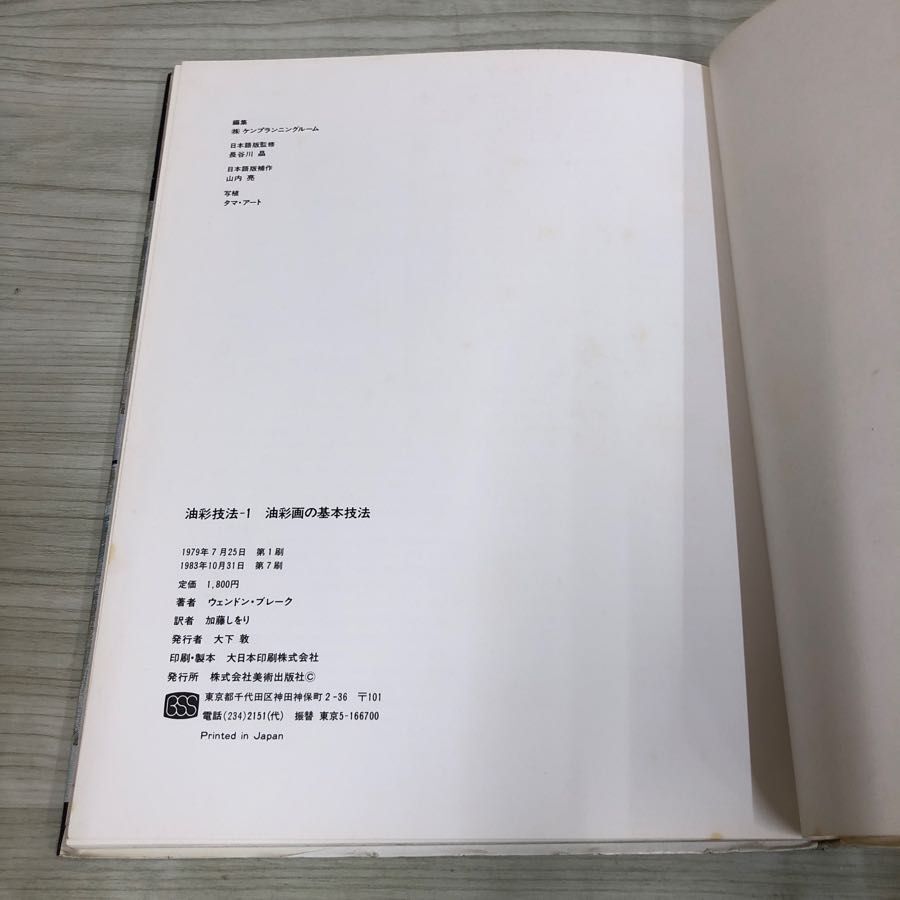 編集
㈱ケンプランニングルーム
日本語版監修
長谷川 晶
日本語版補作
山内 亮
写植
タマ・アート
油彩技法-1 油彩画の基本技法
1979年7月25日 第1刷
1983年10月31日 第7刷
定価 1,800円
著者 ウェンドン・ブレーク
訳者 加藤しをり
発行者 大下 敦
印刷・製本 大日本印刷株式会社
発行所 株式会社美術出版社©
BSS 東京都千代田区神田神保町2-36 〒101
電話(234)2151(代) 振替 東京5-166700
Printed in Japan